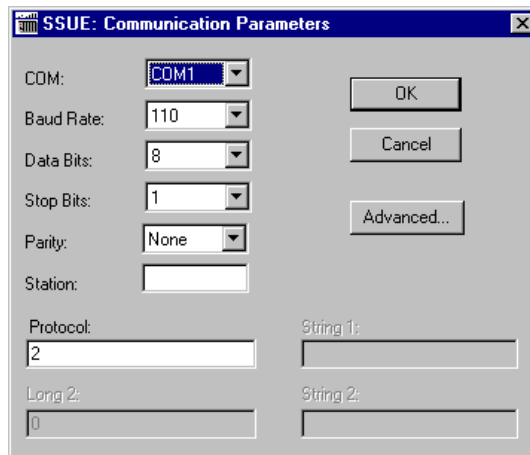 SSUE: Communication Parameters
COM: COM1
OK
Baud Rate: 110
Cancel
Data Bits: 8
Stop Bits: 1
Advanced...
Parity: None
Station:
Protocol:
String 1:
2
Long 2:
String 2:
0